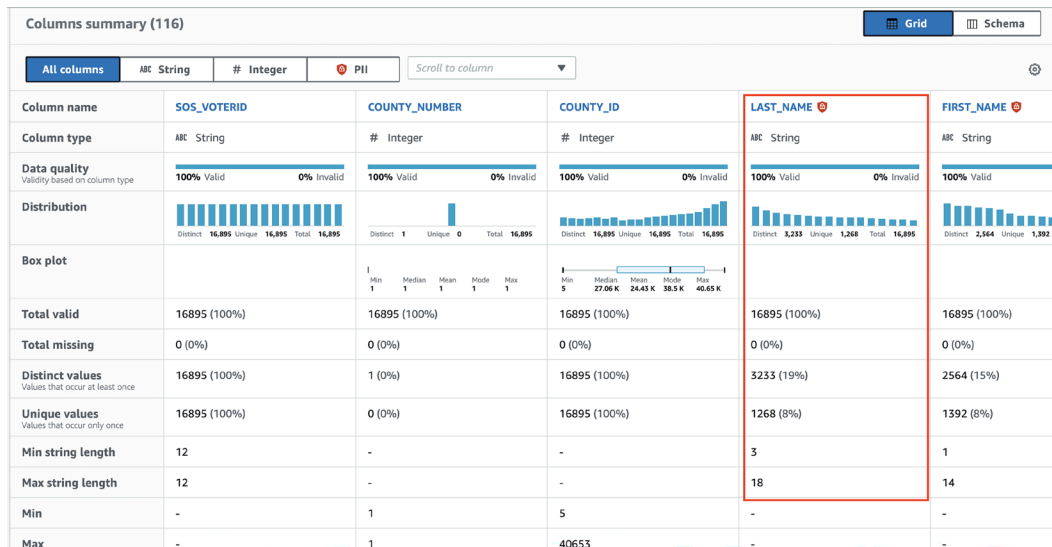 Columns summary (116)
Grid
Schema
All columns
ABC String
# Integer
PII
Scroll to column
Column name
SOS_VOTERID
COUNTY_NUMBER
COUNTY_ID
LAST_NAME
FIRST_NAME
Column type
ABC String
# Integer
# Integer
ABC String
ABC String
Data quality
Validity based on column type
100% Valid 0% Invalid
100% Valid 0% Invalid
100% Valid 0% Invalid
100% Valid 0% Invalid
100% Valid
Distribution
Distinct 16,895 Unique 16,895 Total 16,895
Distinct 1 Unique 0 Total 16,895
Distinct 16,895 Unique 16,895 Total 16,895
Distinct 3,233 Unique 1,268 Total 16,895
Distinct 2,564 Unique 1,392
Box plot
Min Median Mean Mode Max
1 1 1 1 1
Min Median Mean Mode Max
5 27.06 K 24.43 K 38.5 K 40.65 K
Total valid
16895 (100%)
16895 (100%)
16895 (100%)
16895 (100%)
16895 (100%)
Total missing
0 (0%)
0 (0%)
0 (0%)
0 (0%)
0 (0%)
Distinct values
Values that occur at least once
16895 (100%)
1 (0%)
16895 (100%)
3233 (19%)
2564 (15%)
Unique values
Values that occur only once
16895 (100%)
0 (0%)
16895 (100%)
1268 (8%)
1392 (8%)
Min string length
12
-
-
3
1
Max string length
12
-
-
18
14
Min
-
1
5
-
-
Max
-
1
40653
-
-